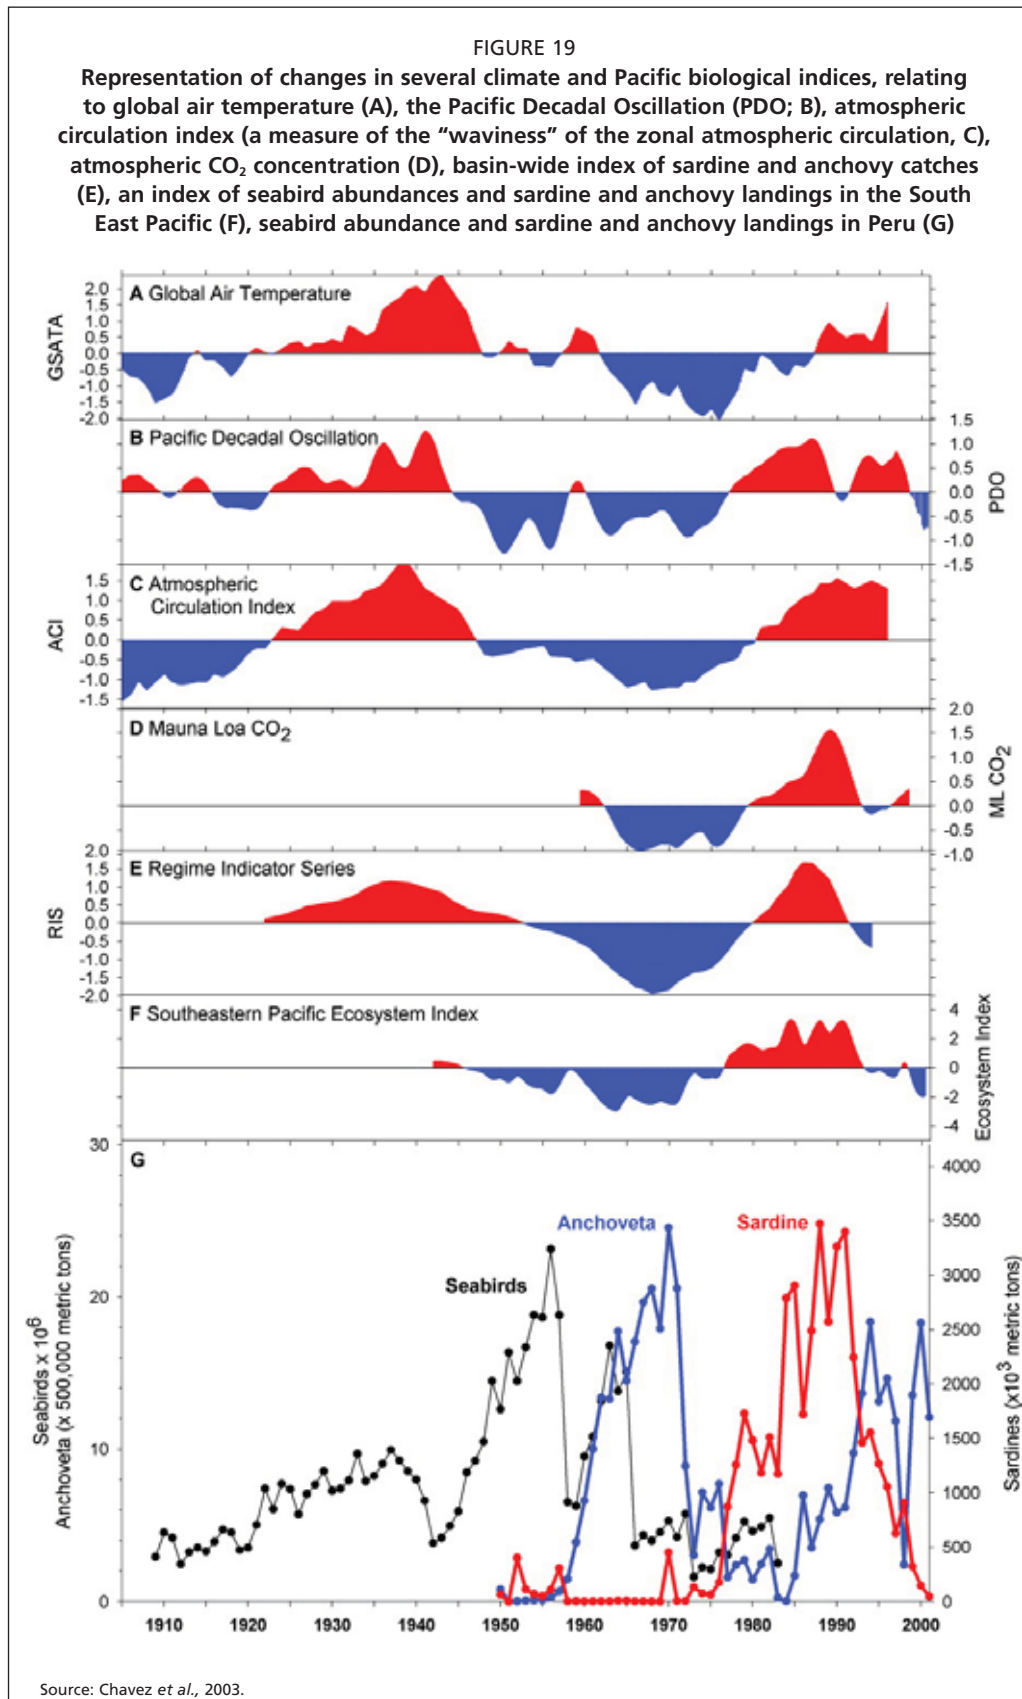 FIGURE 19
Representation of changes in several climate and Pacific biological indices, relating
to global air temperature (A), the Pacific Decadal Oscillation (PDO; B), atmospheric
circulation index (a measure of the “waviness” of the zonal atmospheric circulation, C),
atmospheric CO₂ concentration (D), basin-wide index of sardine and anchovy catches
(E), an index of seabird abundances and sardine and anchovy landings in the South
East Pacific (F), seabird abundance and sardine and anchovy landings in Peru (G)
A Global Air Temperature
GSATA
2.0
1.5
1.0
0.5
0.0
-0.5
-1.0
-1.5
-2.0
B Pacific Decadal Oscillation
1.5
1.0
0.5
0.0
-0.5
-1.0
-1.5
PDO
C Atmospheric
Circulation Index
ACI
1.5
1.0
0.5
0.0
-0.5
-1.0
-1.5
D Mauna Loa CO₂
2.0
1.5
1.0
0.5
0.0
-0.5
-1.0
ML CO₂
E Regime Indicator Series
RIS
2.0
1.5
1.0
0.5
0.0
-0.5
-1.0
-1.5
-2.0
F Southeastern Pacific Ecosystem Index
4
2
0
-2
-4
Ecosystem Index
G
Seabirds x 10⁶
Anchoveta (x 500,000 metric tons)
30
20
10
0
Seabirds
Anchoveta
Sardine
4000
3500
3000
2500
2000
1500
1000
500
0
Sardines (x10³ metric tons)
1910 1920 1930 1940 1950 1960 1970 1980 1990 2000
Source: Chavez et al., 2003.